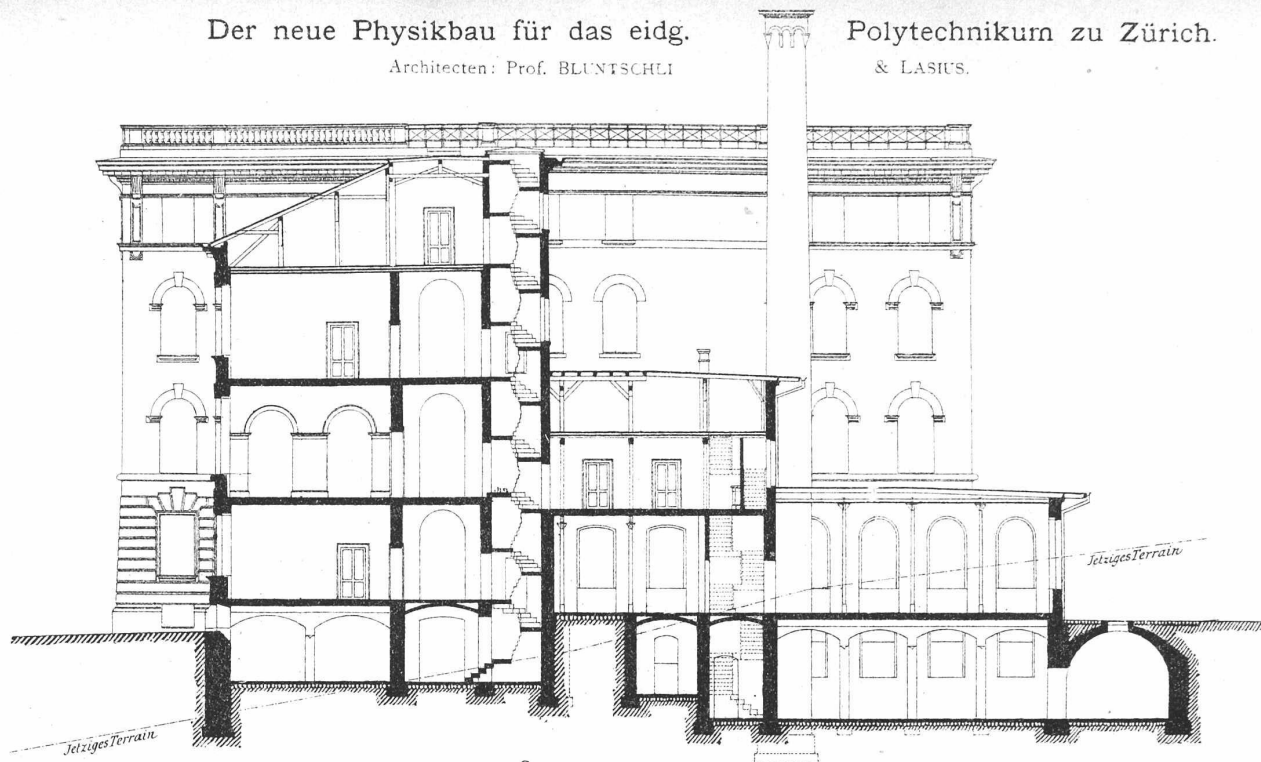 Der neue Physikbau für das eidg. Polytechnikum zu Zürich.
Architecten: Prof. BLUNTSCHLI & LASIUS.
Jetziges Terrain
Jetziges Terrain